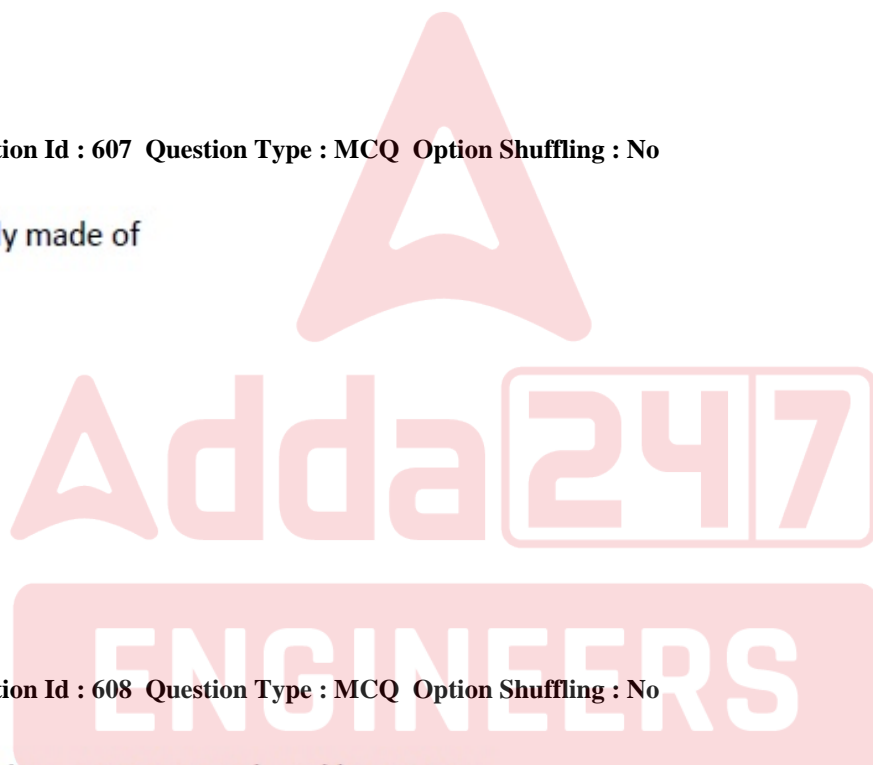 tion Id : 607 Question Type : MCQ Option Shuffling : No
ly made of
Adda247
ENGINEERS
tion Id : 608 Question Type : MCQ Option Shuffling : No